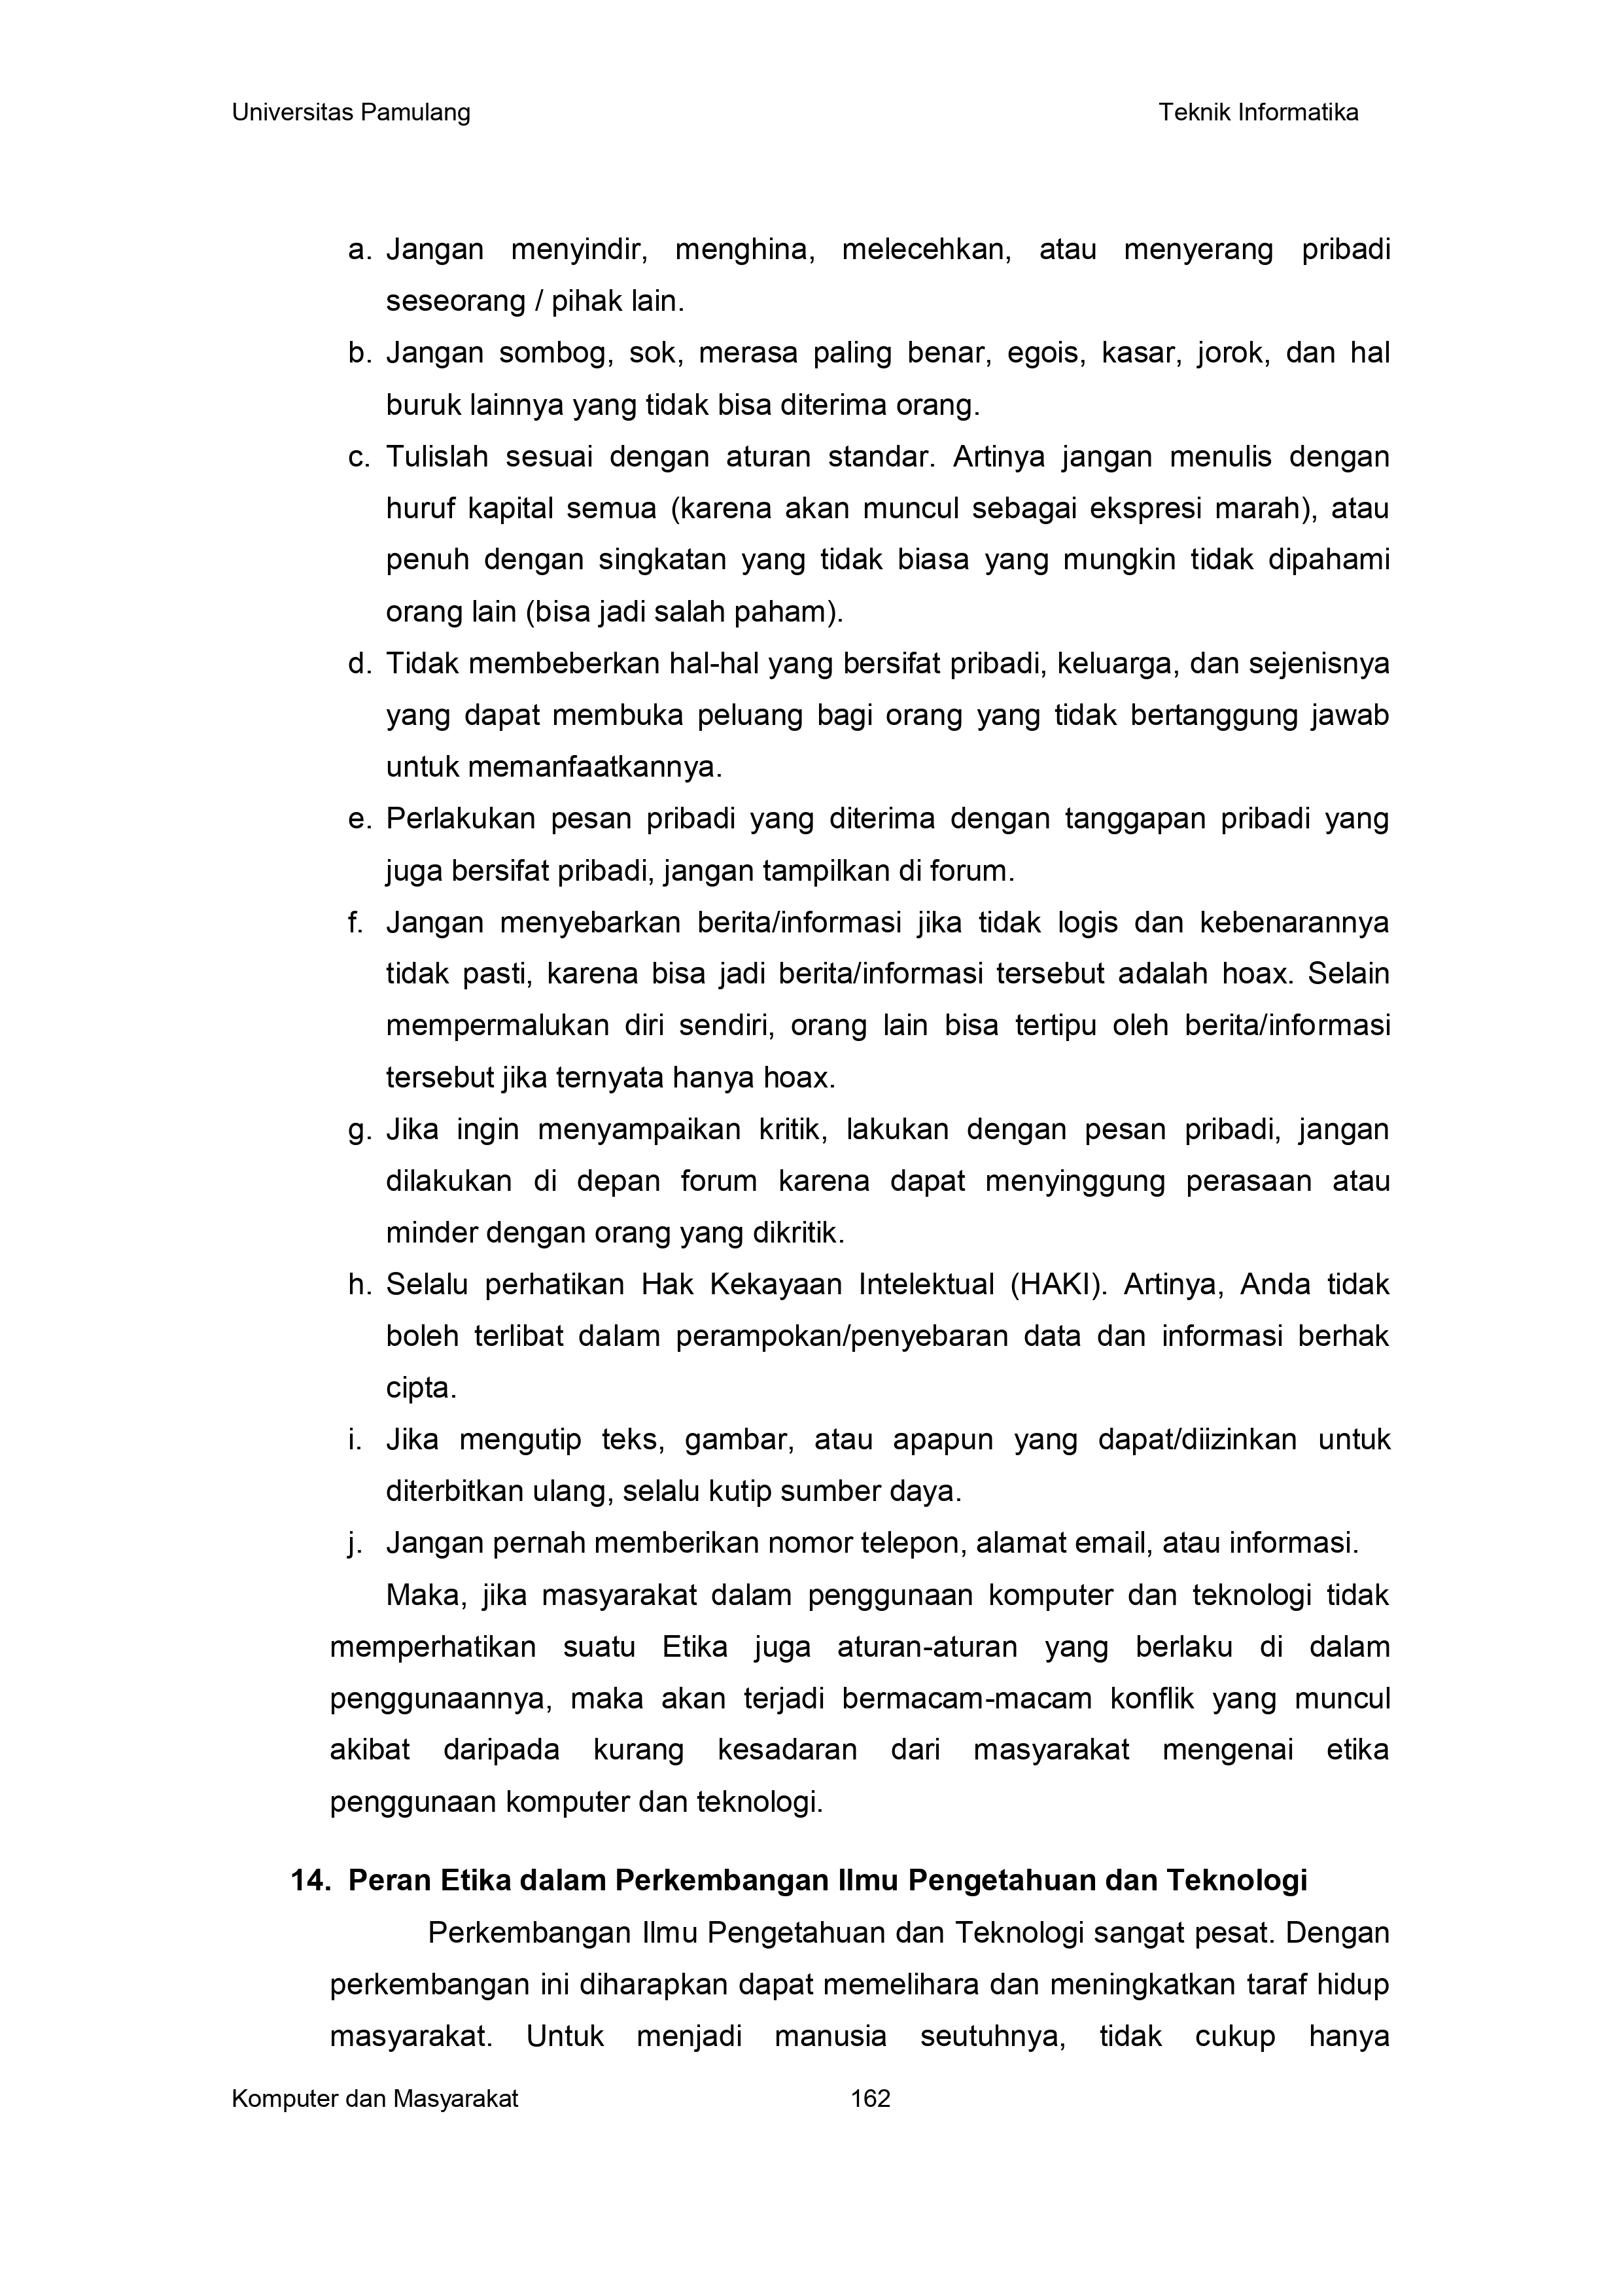 Universitas Pamulang Teknik Informatika
a. Jangan menyindir, menghina, melecehkan, atau menyerang pribadi
seseorang / pihak lain.
b. Jangan sombog, sok, merasa paling benar, egois, kasar, jorok, dan hal
buruk lainnya yang tidak bisa diterima orang.
c. Tulislah sesuai dengan aturan standar. Artinya jangan menulis dengan
huruf kapital semua (karena akan muncul sebagai ekspresi marah), atau
penuh dengan singkatan yang tidak biasa yang mungkin tidak dipahami
orang lain (bisa jadi salah paham).
d. Tidak membeberkan hal-hal yang bersifat pribadi, keluarga, dan sejenisnya
yang dapat membuka peluang bagi orang yang tidak bertanggung jawab
untuk memanfaatkannya.
e. Perlakukan pesan pribadi yang diterima dengan tanggapan pribadi yang
juga bersifat pribadi, jangan tampilkan di forum.
f. Jangan menyebarkan berita/informasi jika tidak logis dan kebenarannya
tidak pasti, karena bisa jadi berita/informasi tersebut adalah hoax. Selain
mempermalukan diri sendiri, orang lain bisa tertipu oleh berita/informasi
tersebut jika ternyata hanya hoax.
g. Jika ingin menyampaikan kritik, lakukan dengan pesan pribadi, jangan
dilakukan di depan forum karena dapat menyinggung perasaan atau
minder dengan orang yang dikritik.
h. Selalu perhatikan Hak Kekayaan Intelektual (HAKI). Artinya, Anda tidak
boleh terlibat dalam perampokan/penyebaran data dan informasi berhak
cipta.
i. Jika mengutip teks, gambar, atau apapun yang dapat/diizinkan untuk
diterbitkan ulang, selalu kutip sumber daya.
j. Jangan pernah memberikan nomor telepon, alamat email, atau informasi.
Maka, jika masyarakat dalam penggunaan komputer dan teknologi tidak
memperhatikan suatu Etika juga aturan-aturan yang berlaku di dalam
penggunaannya, maka akan terjadi bermacam-macam konflik yang muncul
akibat daripada kurang kesadaran dari masyarakat mengenai etika
penggunaan komputer dan teknologi.
14. Peran Etika dalam Perkembangan Ilmu Pengetahuan dan Teknologi
Perkembangan Ilmu Pengetahuan dan Teknologi sangat pesat. Dengan
perkembangan ini diharapkan dapat memelihara dan meningkatkan taraf hidup
masyarakat. Untuk menjadi manusia seutuhnya, tidak cukup hanya
Komputer dan Masyarakat 162